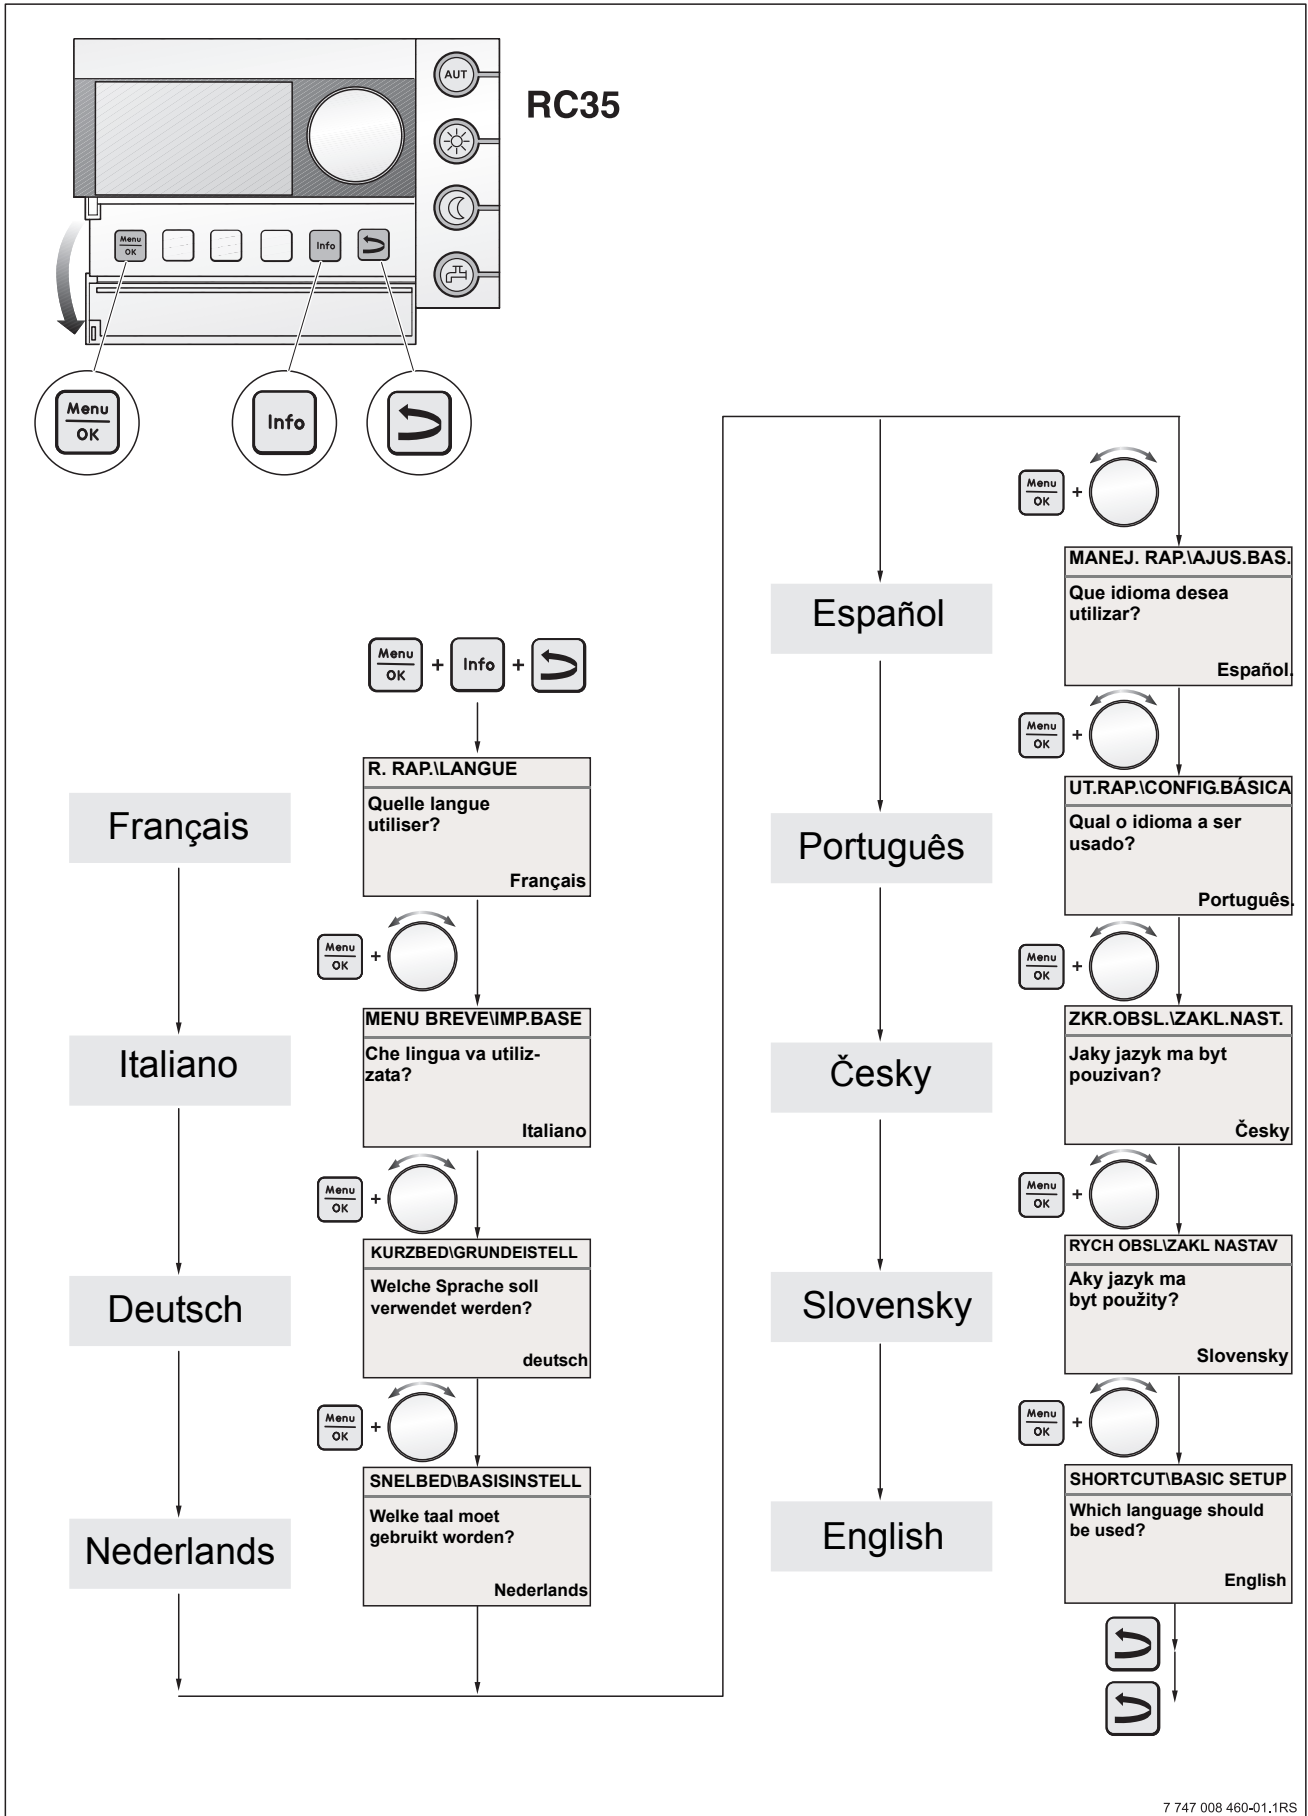 AUT
RC35
Menu
OK
Info
Menu
OK
Info
Menu
OK
+
Info
+
Français
R. RAP.\LANGUE
Quelle langue
utiliser?
Français
Menu
OK
+
Italiano
MENU BREVE\IMP.BASE
Che lingua va utiliz-
zata?
Italiano
Menu
OK
+
Deutsch
KURZBED\GRUNDEISTELL
Welche Sprache soll
verwendet werden?
deutsch
Menu
OK
+
Nederlands
SNELBED\BASISINSTELL
Welke taal moet
gebruikt worden?
Nederlands
Menu
OK
+
Español
MANEJ. RAP.\AJUS.BAS.
Que idioma desea
utilizar?
Español.
Menu
OK
+
Português
UT.RAP.\CONFIG.BÁSICA
Qual o idioma a ser
usado?
Português.
Menu
OK
+
Česky
ZKR.OBSL.\ZAKL.NAST.
Jaky jazyk ma byt
pouzivan?
Česky
Menu
OK
+
Slovensky
RYCH OBSL\ZAKL NASTAV
Aky jazyk ma
byt použity?
Slovensky
Menu
OK
+
English
SHORTCUT\BASIC SETUP
Which language should
be used?
English
7 747 008 460-01.1RS